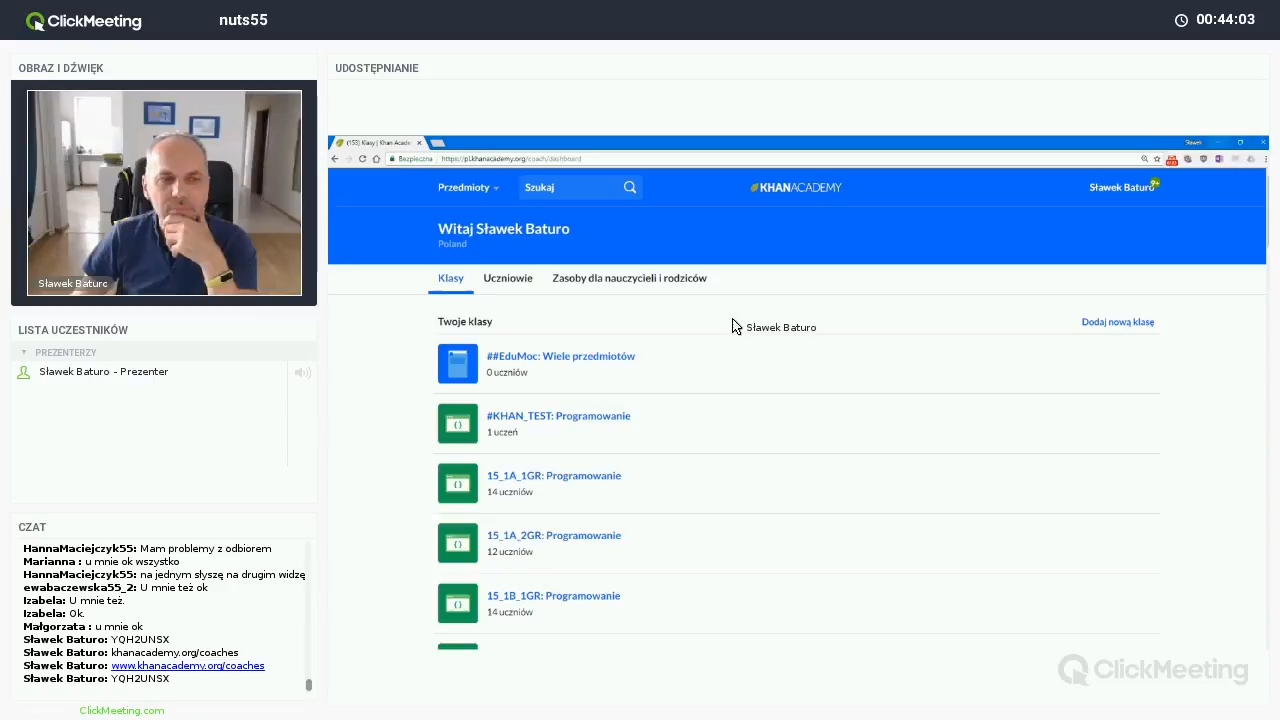 ClickMeeting
nuts55
00:44:03
OBRAZ I DŹWIĘK
Sławek Baturo
LISTA UCZESTNIKÓW
PREZENTERZY
Sławek Baturo - Prezenter
CZAT
HannaMaciejczyk55: Mam problemy z odbiorem
Marianna : u mnie ok wszystko
HannaMaciejczyk55: na jednym słyszę na drugim widzę
ewabaczewska55_2: U mnie też ok
Izabela: U mnie też.
Izabela: Ok.
Małgorzata : u mnie ok
Sławek Baturo: YQH2UNSX
Sławek Baturo: khanacademy.org/coaches
Sławek Baturo: www.khanacademy.org/coaches
Sławek Baturo: YQH2UNSX
ClickMeeting.com
UDOSTĘPNIANIE
(153) Klasy | Khan Acade
Sławek
Bezpieczna
https://pl.khanacademy.org/coach/dashboard
Przedmioty
Szukaj
KHANACADEMY
Sławek Baturo
9+
Witaj Sławek Baturo
Poland
Klasy
Uczniowie
Zasoby dla nauczycieli i rodziców
Twoje klasy
Sławek Baturo
Dodaj nową klasę
##EduMoc: Wiele przedmiotów
0 uczniów
#KHAN_TEST: Programowanie
1 uczeń
15_1A_1GR: Programowanie
14 uczniów
15_1A_2GR: Programowanie
12 uczniów
15_1B_1GR: Programowanie
14 uczniów
ClickMeeting